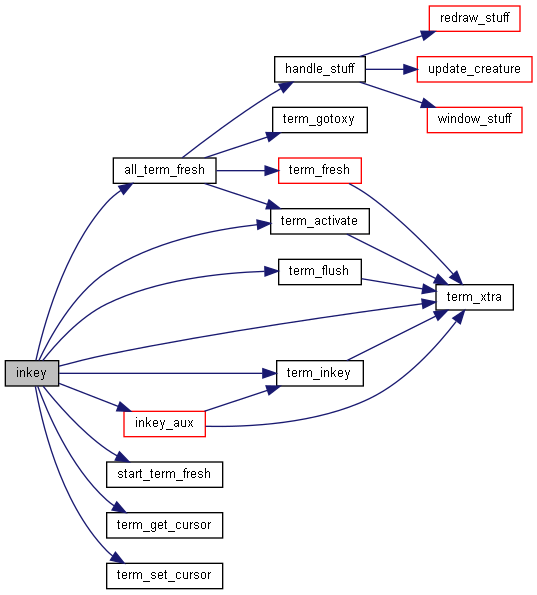 redraw_stuff
handle_stuff
update_creature
term_gotoxy
window_stuff
all_term_fresh
term_fresh
term_activate
term_flush
term_xtra
inkey
term_inkey
inkey_aux
start_term_fresh
term_get_cursor
term_set_cursor